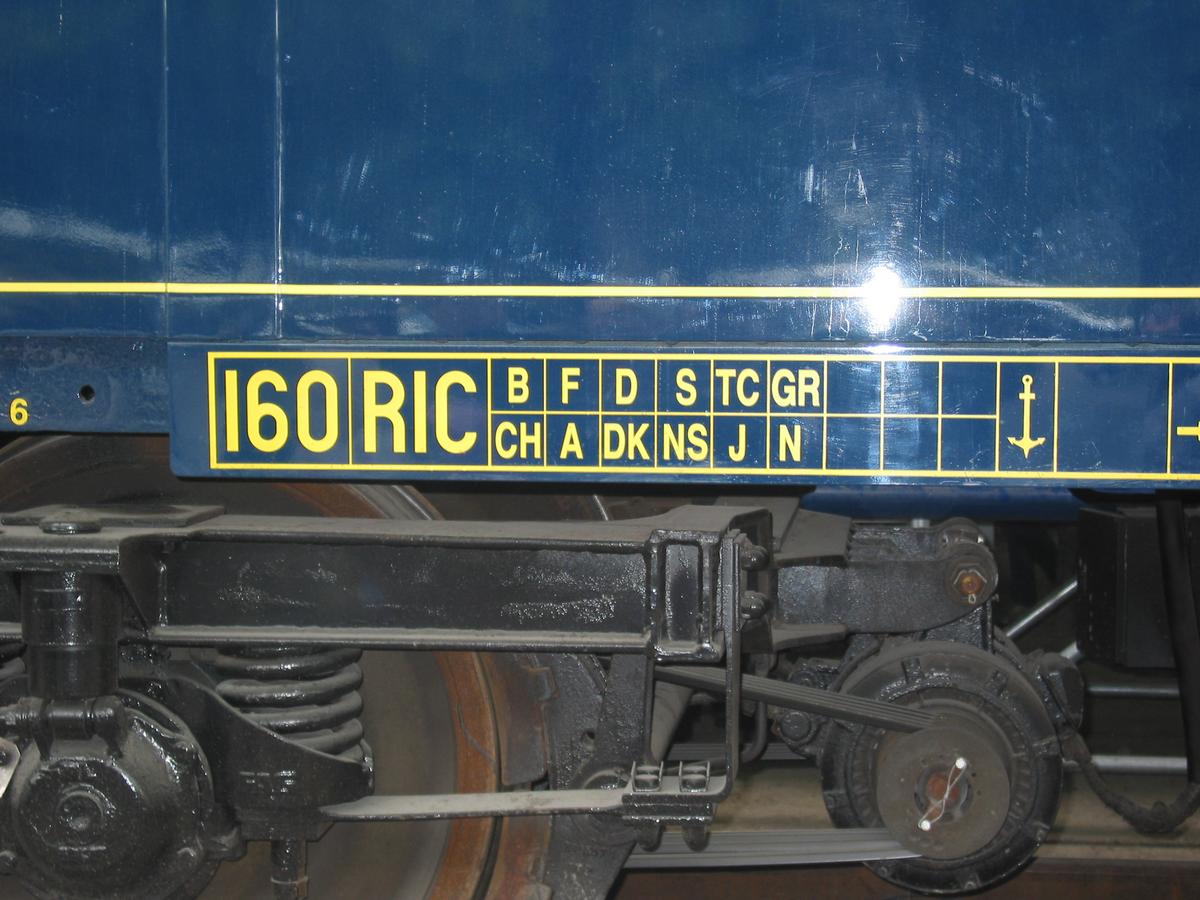 160 RIC B F D S TC GR
CH A DK NS J N
6